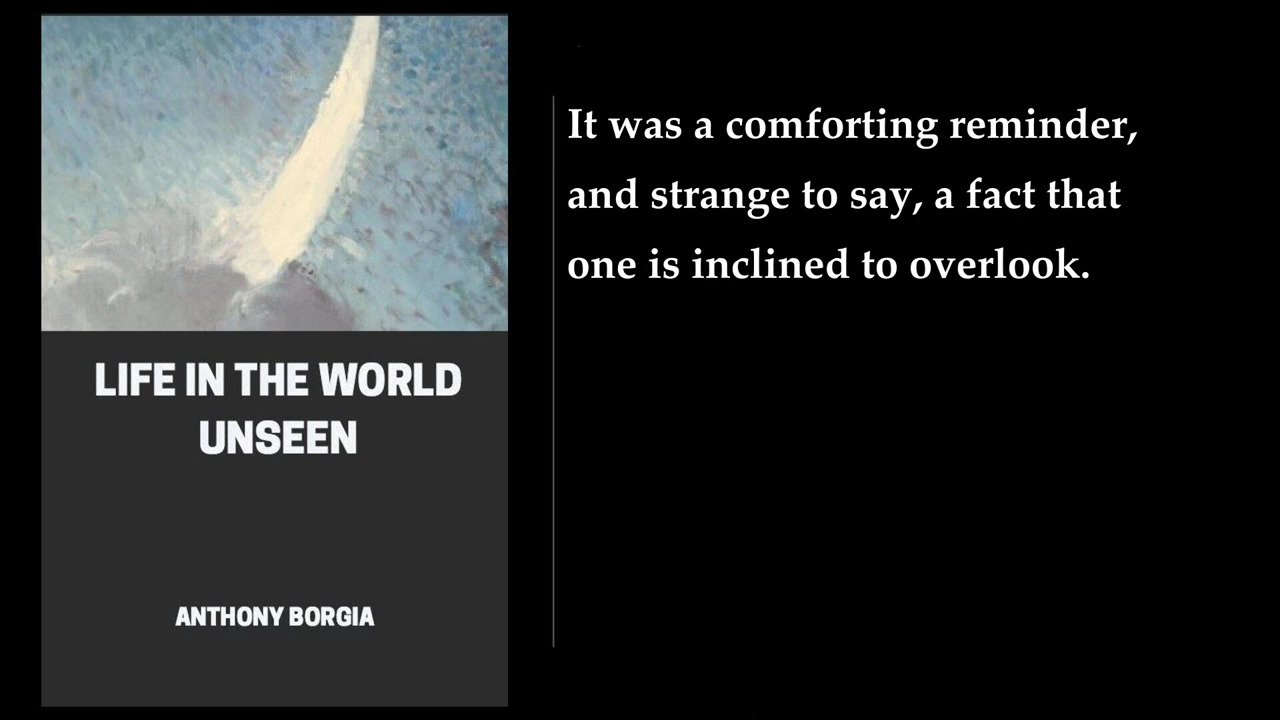 LIFE IN THE WORLD
UNSEEN
ANTHONY BORGIA
It was a comforting reminder,
and strange to say, a fact that
one is inclined to overlook.